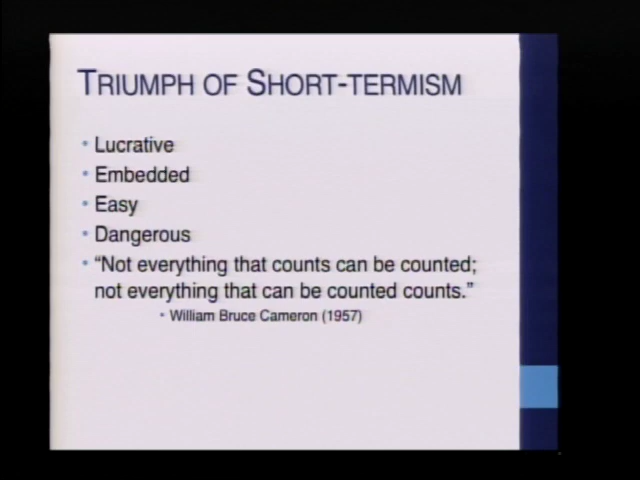 TRIUMPH OF SHORT-TERMISM
• Lucrative
• Embedded
• Easy
• Dangerous
• “Not everything that counts can be counted;
not everything that can be counted counts.”
• William Bruce Cameron (1957)